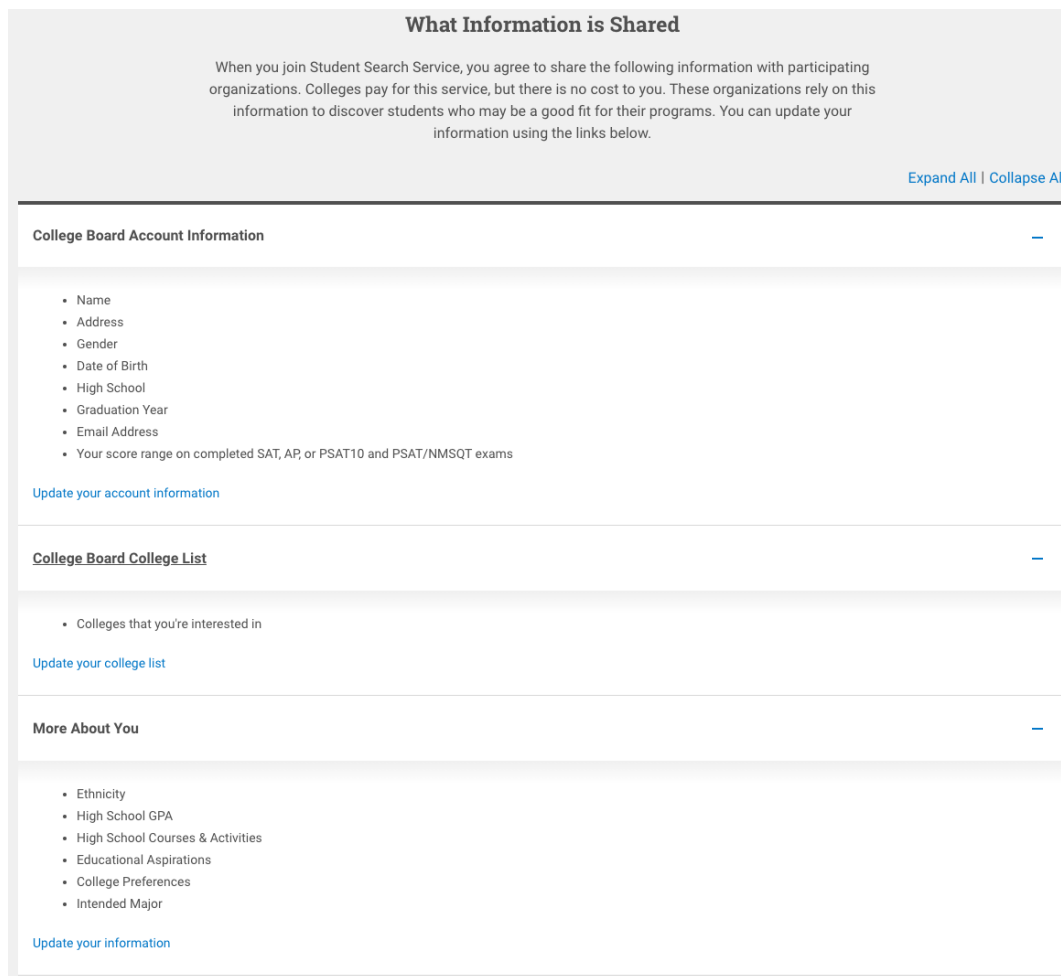 What Information is Shared
When you join Student Search Service, you agree to share the following information with participating
organizations. Colleges pay for this service, but there is no cost to you. These organizations rely on this
information to discover students who may be a good fit for their programs. You can update your
information using the links below.
Expand All | Collapse Al
College Board Account Information
Name
Address
Gender
Date of Birth
High School
Graduation Year
Email Address
Your score range on completed SAT, AP, or PSAT10 and PSAT/NMSQT exams
Update your account information
College Board College List
Colleges that you're interested in
Update your college list
More About You
Ethnicity
High School GPA
High School Courses & Activities
Educational Aspirations
College Preferences
Intended Major
Update your information